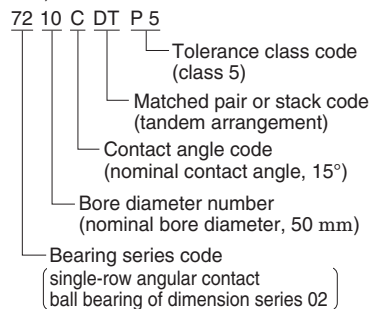 72 10 C DT P 5
Tolerance class code
(class 5)
Matched pair or stack code
(tandem arrangement)
Contact angle code
(nominal contact angle, 15°)
Bore diameter number
(nominal bore diameter, 50 mm)
Bearing series code
(single-row angular contact
ball bearing of dimension series 02)